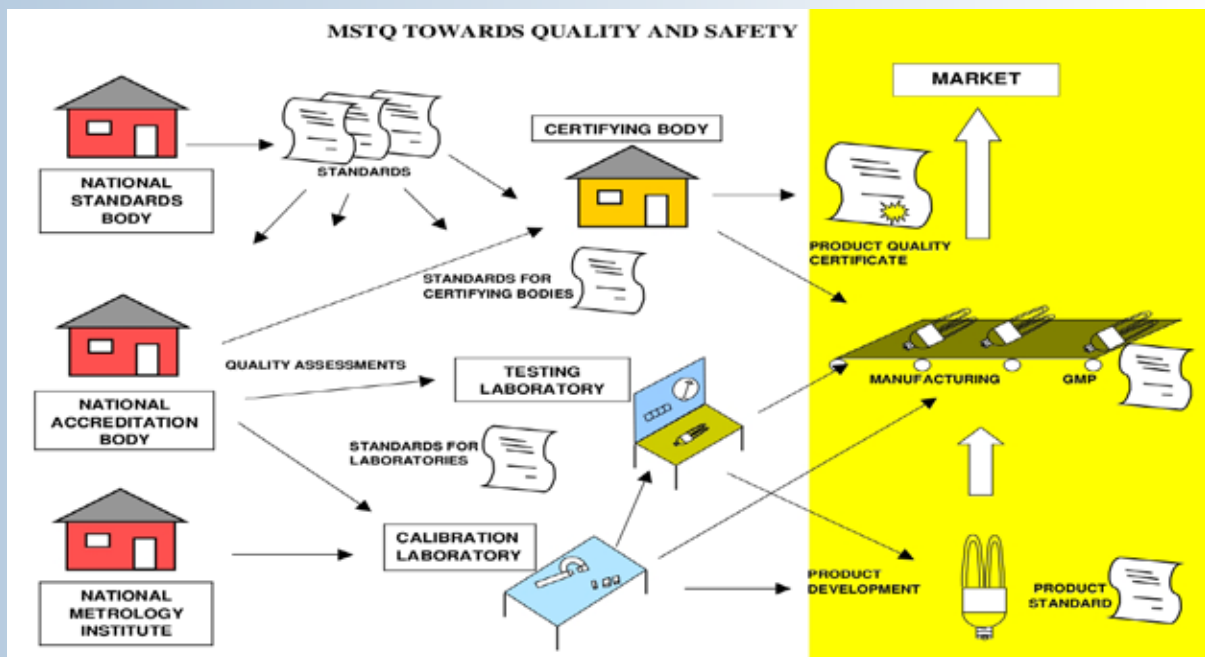 MSTQ TOWARDS QUALITY AND SAFETY
MARKET
CERTIFYING BODY
STANDARDS
NATIONAL
STANDARDS
BODY
PRODUCT QUALITY
CERTIFICATE
STANDARDS FOR
CERTIFYING BODIES
QUALITY ASSESSMENTS
TESTING
LABORATORY
MANUFACTURING
GMP
NATIONAL
ACCREDITATION
BODY
STANDARDS FOR
LABORATORIES
CALIBRATION
LABORATORY
PRODUCT
DEVELOPMENT
PRODUCT
STANDARD
NATIONAL
METROLOGY
INSTITUTE